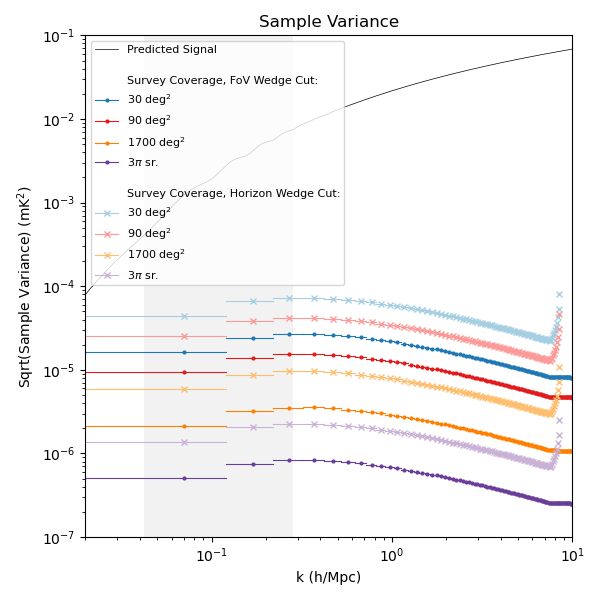 Sample Variance
Sqrt(Sample Variance) (mK²)
10⁻¹
10⁻²
10⁻³
10⁻⁴
10⁻⁵
10⁻⁶
10⁻⁷
Predicted Signal
Survey Coverage, FoV Wedge Cut:
30 deg²
90 deg²
1700 deg²
3π sr.
Survey Coverage, Horizon Wedge Cut:
30 deg²
90 deg²
1700 deg²
3π sr.
10⁻¹
10⁰
10¹
k (h/Mpc)